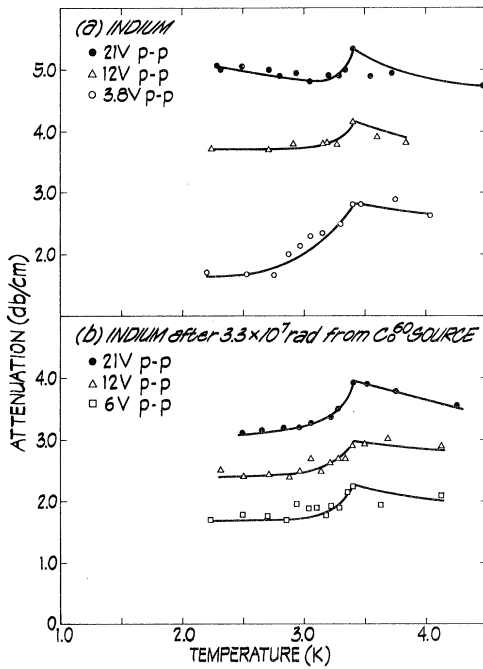 (a) INDIUM
● 21V p-p
△ 12V p-p
○ 3.8V p-p
5.0
4.0
3.0
2.0
ATTENUATION (db/cm)
(b) INDIUM after 3.3×10⁷ rad from Co⁶⁰ SOURCE
● 21V p-p
△ 12V p-p
□ 6V p-p
4.0
3.0
2.0
1.0
0
1.0
2.0
3.0
4.0
TEMPERATURE (K)